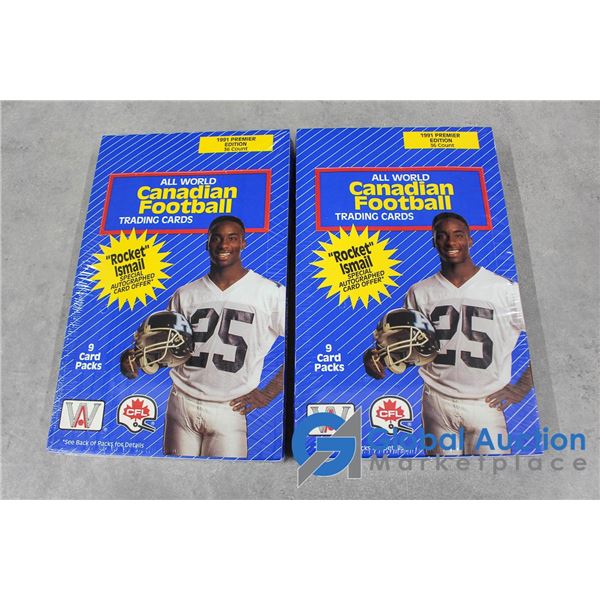 1991 PREMIER
EDITION
36 Count
ALL WORLD
Canadian
Football
TRADING CARDS
"Rocket"
Ismail
SPECIAL
AUTOGRAPHED
CARD OFFER*
25
9
Card
Packs
CFL
*See Back of Packs for Details
1991 PREMIER
EDITION
36 Count
ALL WORLD
Canadian
Football
TRADING CARDS
"Rocket"
Ismail
SPECIAL
AUTOGRAPHED
CARD OFFER*
25
9
Card
Packs
CFL
Global Auction
Marketplace